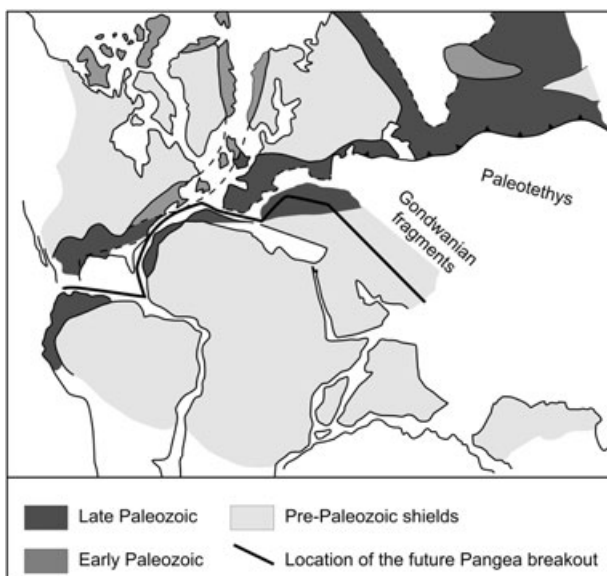 Paleotethys
Gondwanian
fragments
Late Paleozoic
Pre-Paleozoic shields
Early Paleozoic
Location of the future Pangea breakout